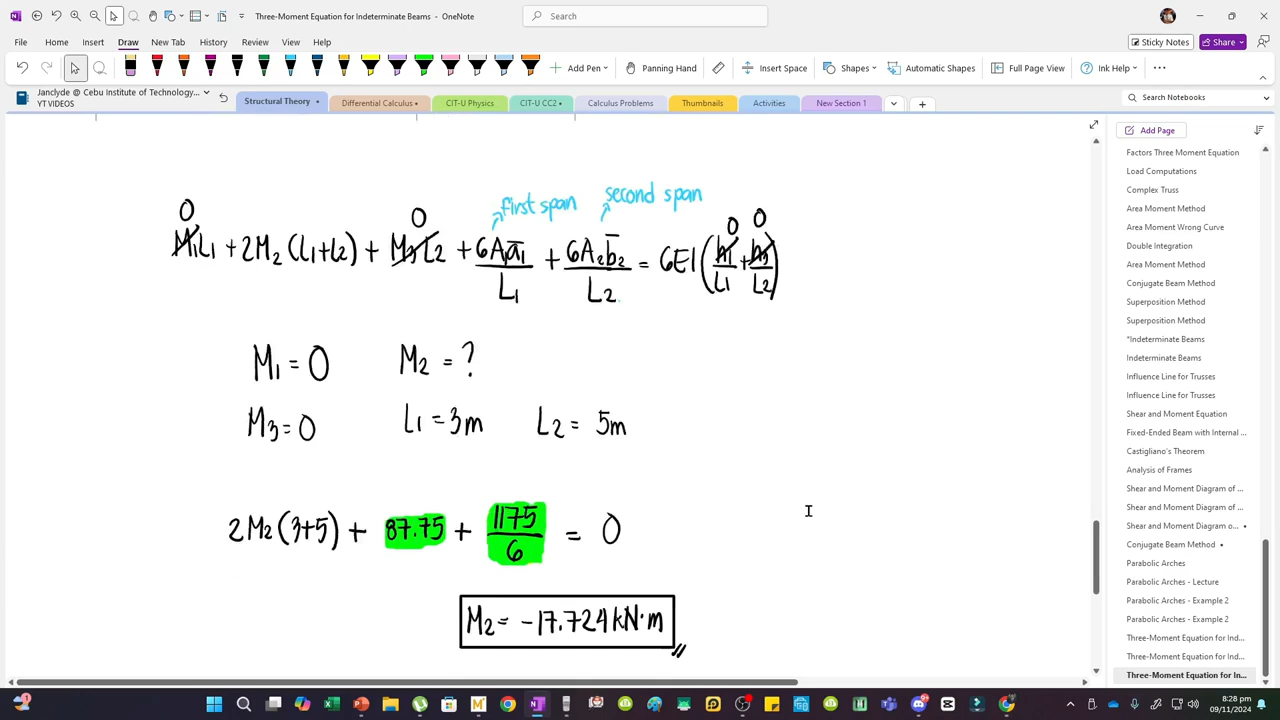 Three-Moment Equation for Indeterminate Beams - OneNote
Search
File Home Insert Draw New Tab History Review View Help
Sticky Notes Share
Add Pen Panning Hand Insert Space Shapes Automatic Shapes Full Page View Ink Help
Janclyde @ Cebu Institute of Technology...
YT VIDEOS
Structural Theory Differential Calculus CIT-U Physics CIT-U CC2 Calculus Problems Thumbnails Activities New Section 1
Search Notebooks
Add Page
Factors Three Moment Equation
Load Computations
Complex Truss
Area Moment Method
Area Moment Wrong Curve
Double Integration
Area Moment Method
Conjugate Beam Method
Superposition Method
Superposition Method
*Indeterminate Beams
Indeterminate Beams
Influence Line for Trusses
Influence Line for Trusses
Shear and Moment Equation
Fixed-Ended Beam with Internal ...
Castigliano's Theorem
Analysis of Frames
Shear and Moment Diagram of ...
Shear and Moment Diagram of ...
Shear and Moment Diagram o...
Conjugate Beam Method
Parabolic Arches
Parabolic Arches - Lecture
Parabolic Arches - Example 2
Parabolic Arches - Example 2
Three-Moment Equation for Ind...
Three-Moment Equation for Ind...
Three-Moment Equation for In...
first span second span
0 0 0 0
M1L1 + 2M2 (L1+L2) + M3L2 + 6A1a̅1/L1 + 6A2b̅2/L2 = 6EI (h1/L1 + h3/L2)
M1 = 0 M2 = ?
M3 = 0 L1 = 3m L2 = 5m
2M2 (3+5) + 87.75 + 1175/6 = 0
M2 = -17.724 kN·m
8:28 pm
09/11/2024